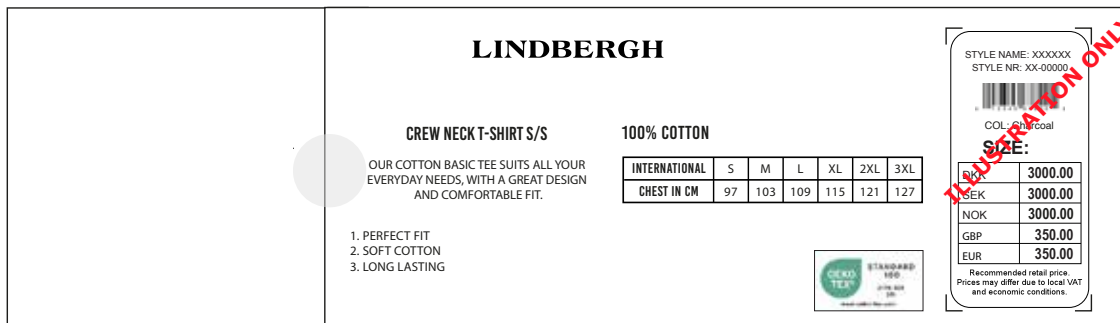 LINDBERGH
CREW NECK T-SHIRT S/S
OUR COTTON BASIC TEE SUITS ALL YOUR
EVERYDAY NEEDS, WITH A GREAT DESIGN
AND COMFORTABLE FIT.
1. PERFECT FIT
2. SOFT COTTON
3. LONG LASTING
100% COTTON
INTERNATIONAL S M L XL 2XL 3XL
CHEST IN CM 97 103 109 115 121 127
OEKO
TEX®
STANDARD
100
STYLE NAME: XXXXXX
STYLE NR: XX-00000
COL: Charcoal
SIZE:
DKK 3000.00
SEK 3000.00
NOK 3000.00
GBP 350.00
EUR 350.00
Recommended retail price.
Prices may differ due to local VAT
and economic conditions.
ILLUSTRATION ONLY